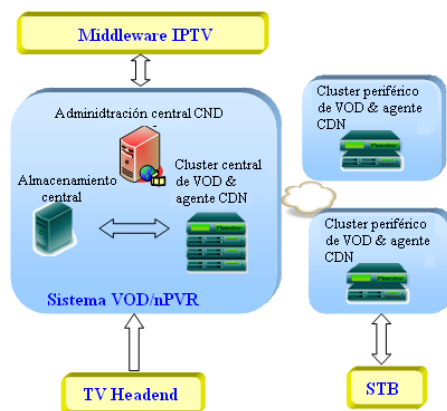 Middleware IPTV
Adminidtración central CND
Almacenamiento
central
Cluster central
de VOD &
agente CDN
Sistema VOD/nPVR
TV Headend
Cluster periférico
de VOD & agente
CDN
Cluster periférico
de VOD & agente
CDN
STB